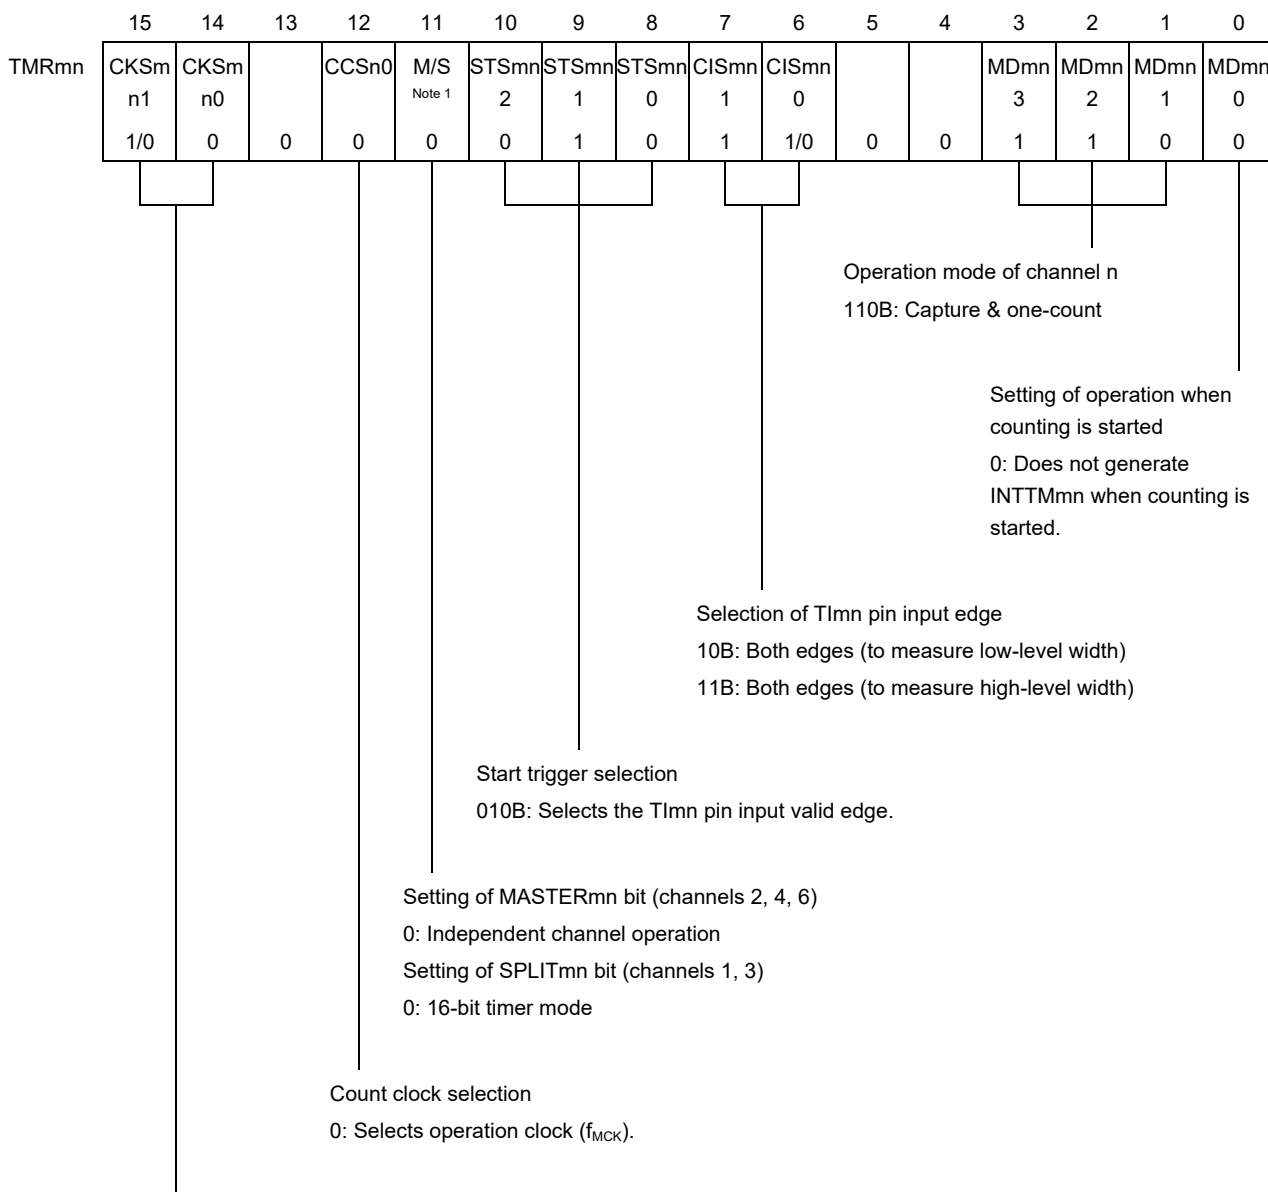 15 14 13 12 11 10 9 8 7 6 5 4 3 2 1 0
TMRmn CKSm CKSm CCSn0 M/S STSmn STSmn STSmn CISmn CISmn MDmn MDmn MDmn MDmn
n1 n0 Note 1 2 1 0 1 0 3 2 1 0
1/0 0 0 0 0 0 1 0 1 1/0 0 0 1 1 0 0
Operation mode of channel n
110B: Capture & one-count
Setting of operation when
counting is started
0: Does not generate
INTTMmn when counting is
started.
Selection of TImn pin input edge
10B: Both edges (to measure low-level width)
11B: Both edges (to measure high-level width)
Start trigger selection
010B: Selects the TImn pin input valid edge.
Setting of MASTERmn bit (channels 2, 4, 6)
0: Independent channel operation
Setting of SPLITmn bit (channels 1, 3)
0: 16-bit timer mode
Count clock selection
0: Selects operation clock (fMCK).